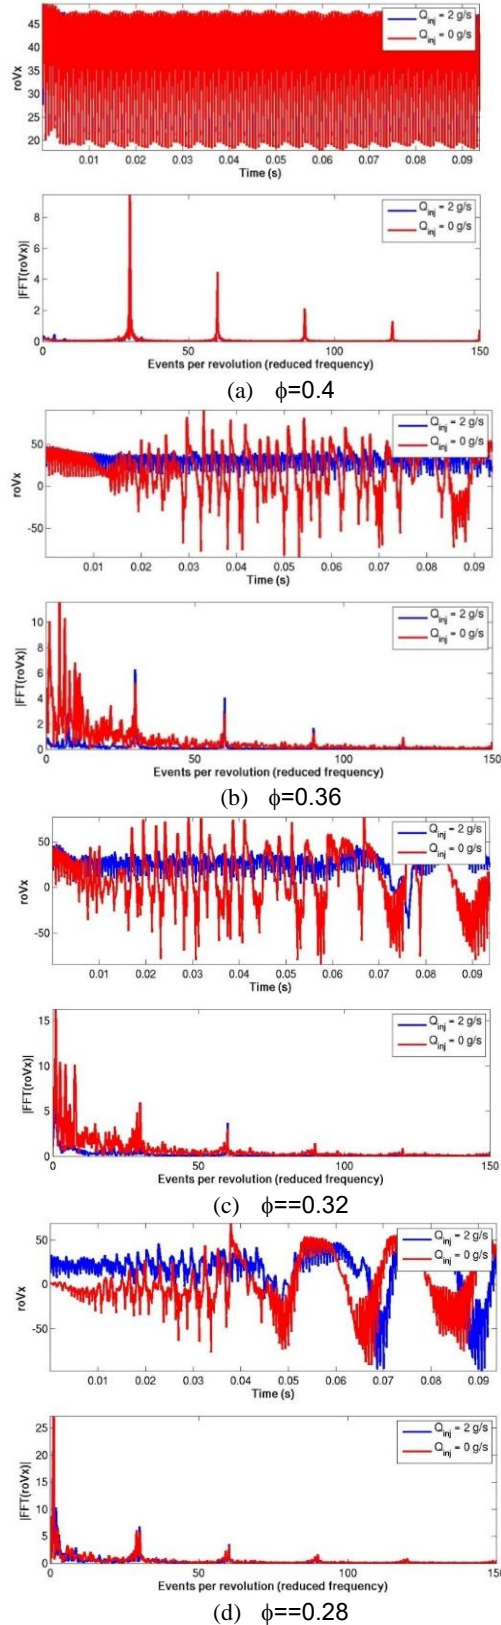 45
40
35
30
25
20
roVx
Q_inj = 2 g/s
Q_inj = 0 g/s
0.01 0.02 0.03 0.04 0.05 0.06 0.07 0.08 0.09
Time (s)
8
6
4
2
0
|FFT(roVx)|
Q_inj = 2 g/s
Q_inj = 0 g/s
0 50 100 150
Events per revolution (reduced frequency)
(a) ϕ=0.4
50
0
-50
roVx
Q_inj = 2 g/s
Q_inj = 0 g/s
0.01 0.02 0.03 0.04 0.05 0.06 0.07 0.08 0.09
Time (s)
10
8
6
4
2
0
|FFT(roVx)|
Q_inj = 2 g/s
Q_inj = 0 g/s
0 50 100 150
Events per revolution (reduced frequency)
(b) ϕ=0.36
50
0
-50
roVx
Q_inj = 2 g/s
Q_inj = 0 g/s
0.01 0.02 0.03 0.04 0.05 0.06 0.07 0.08 0.09
Time (s)
15
10
5
0
|FFT(roVx)|
Q_inj = 2 g/s
Q_inj = 0 g/s
0 50 100 150
Events per revolution (reduced frequency)
(c) ϕ==0.32
50
0
-50
roVx
Q_inj = 2 g/s
Q_inj = 0 g/s
0.01 0.02 0.03 0.04 0.05 0.06 0.07 0.08 0.09
Time (s)
25
20
15
10
5
0
|FFT(roVx)|
Q_inj = 2 g/s
Q_inj = 0 g/s
0 50 100 150
Events per revolution (reduced frequency)
(d) ϕ==0.28